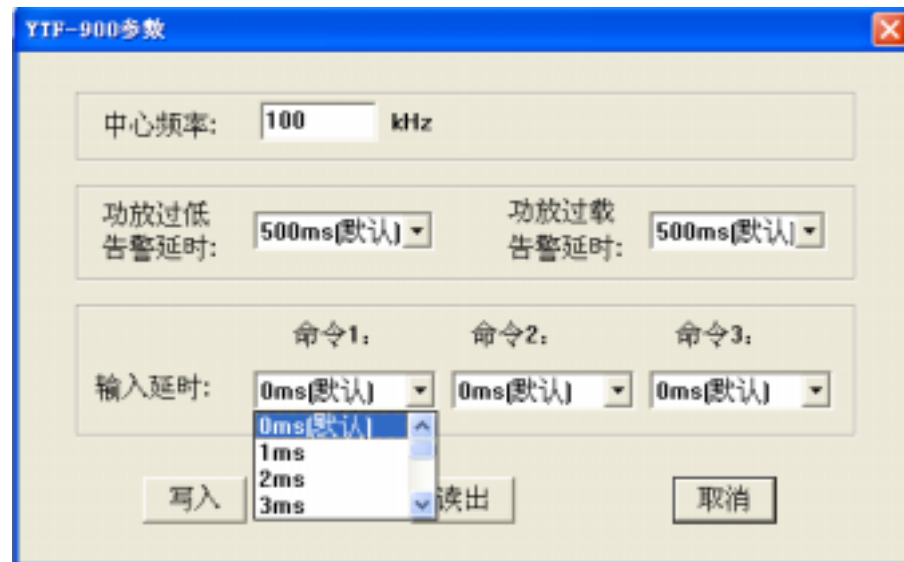 YTF-900参数
中心频率: 100 kHz
功放过低 功放过载
告警延时: 500ms(默认) 告警延时: 500ms(默认)
命令1: 命令2: 命令3:
输入延时: 0ms(默认) 0ms(默认) 0ms(默认)
0ms(默认)
1ms
2ms
3ms
写入 读出 取消